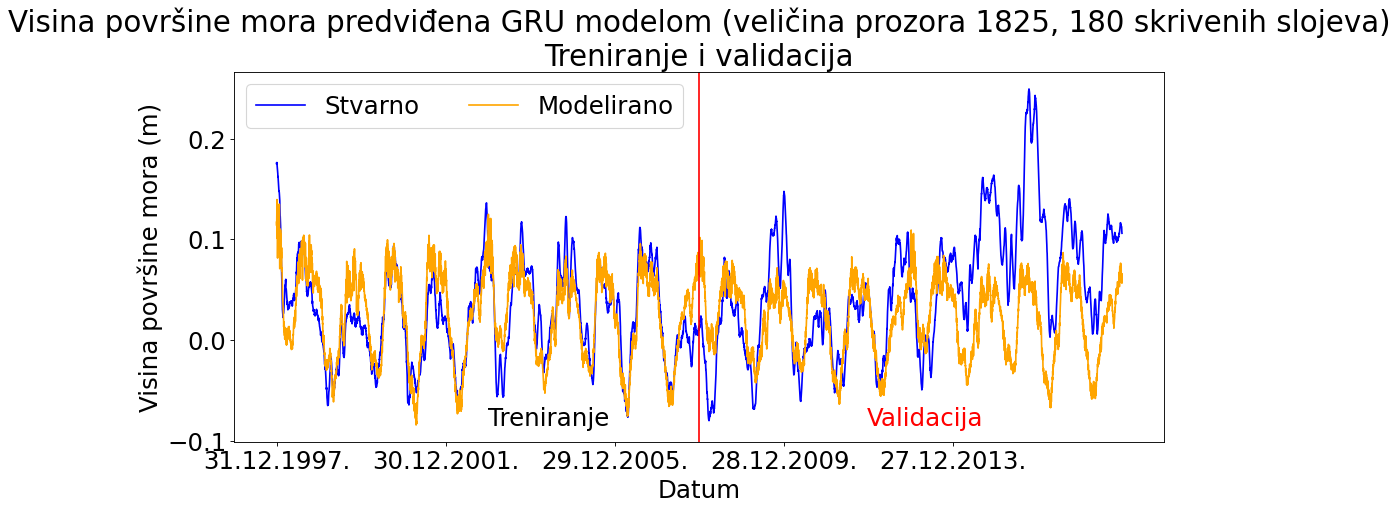 Visina površine mora predviđena GRU modelom (veličina prozora 1825, 180 skrivenih slojeva)
Treniranje i validacija
Stvarno
Modelirano
Visina površine mora (m)
0.2
0.1
0.0
−0.1
Treniranje
Validacija
31.12.1997.
30.12.2001.
29.12.2005.
28.12.2009.
27.12.2013.
Datum